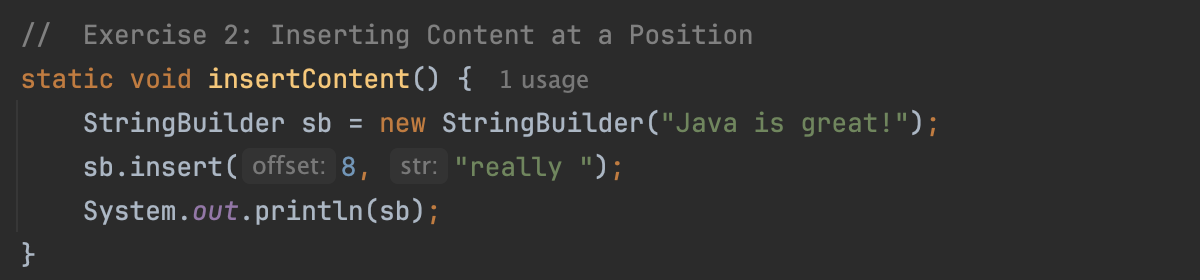 //  Exercise 2: Inserting Content at a Position
static void insertContent() {  1 usage
    StringBuilder sb = new StringBuilder("Java is great!");
    sb.insert( offset: 8,  str: "really ");
    System.out.println(sb);
}